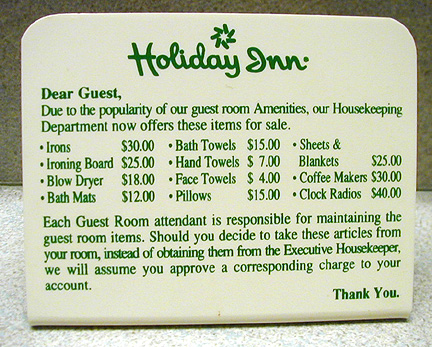 Holiday Inn
Dear Guest,
Due to the popularity of our guest room Amenities, our Housekeeping
Department now offers these items for sale.
• Irons $30.00 • Bath Towels $15.00 • Sheets &
• Ironing Board $25.00 • Hand Towels $ 7.00 Blankets $25.00
• Blow Dryer $18.00 • Face Towels $ 4.00 • Coffee Makers $30.00
• Bath Mats $12.00 • Pillows $15.00 • Clock Radios $40.00
Each Guest Room attendant is responsible for maintaining the
guest room items. Should you decide to take these articles from
your room, instead of obtaining them from the Executive Housekeeper,
we will assume you approve a corresponding charge to your
account.
Thank You.